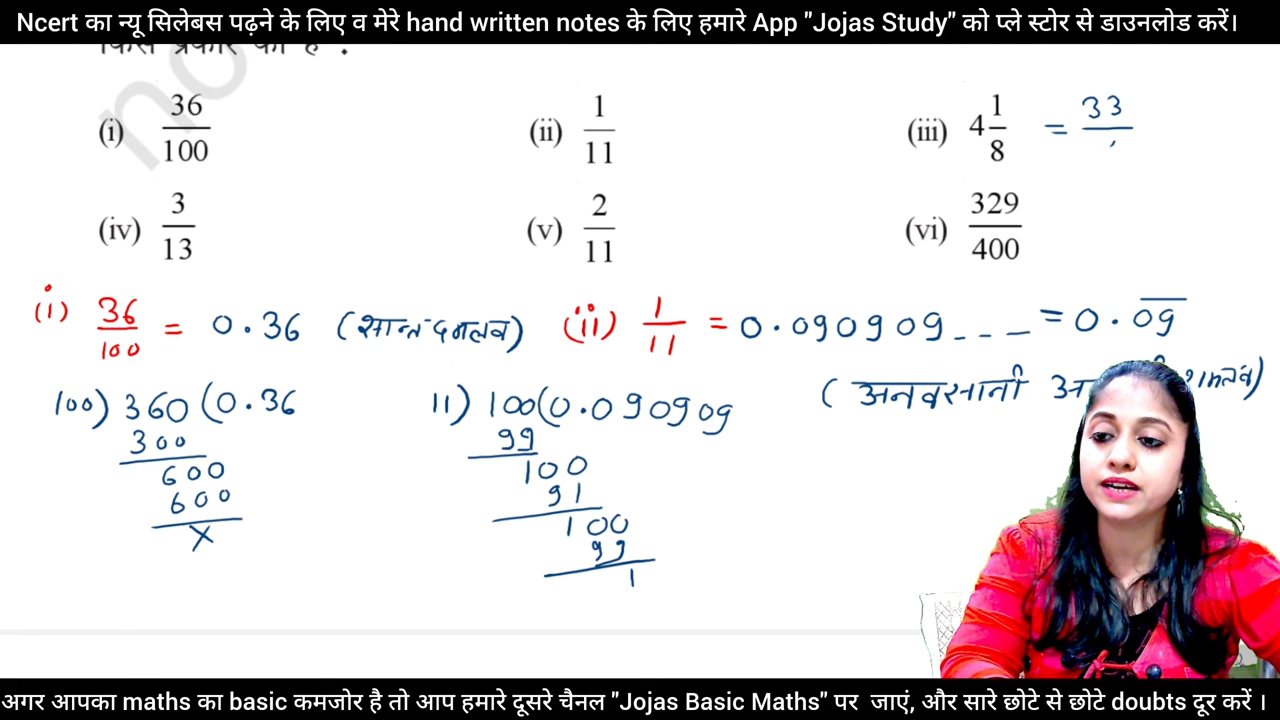 Ncert का न्यू सिलेबस पढ़ने के लिए व मेरे hand written notes के लिए हमारे App "Jojas Study" को प्ले स्टोर से डाउनलोड करें।
(i) 36/100 (ii) 1/11 (iii) 4 1/8 = 33/
(iv) 3/13 (v) 2/11 (vi) 329/400
(i) 36/100 = 0.36 (सान्त दशमलव) (ii) 1/11 = 0.090909--- = 0.0̅9̅
(अनवसानी
100) 360 (0.36
300
600
600
X
11) 100 (0.090909
99
100
91
100
99
1
अगर आपका maths का basic कमजोर है तो आप हमारे दूसरे चैनल "Jojas Basic Maths" पर जाएं, और सारे छोटे से छोटे doubts दूर करें ।